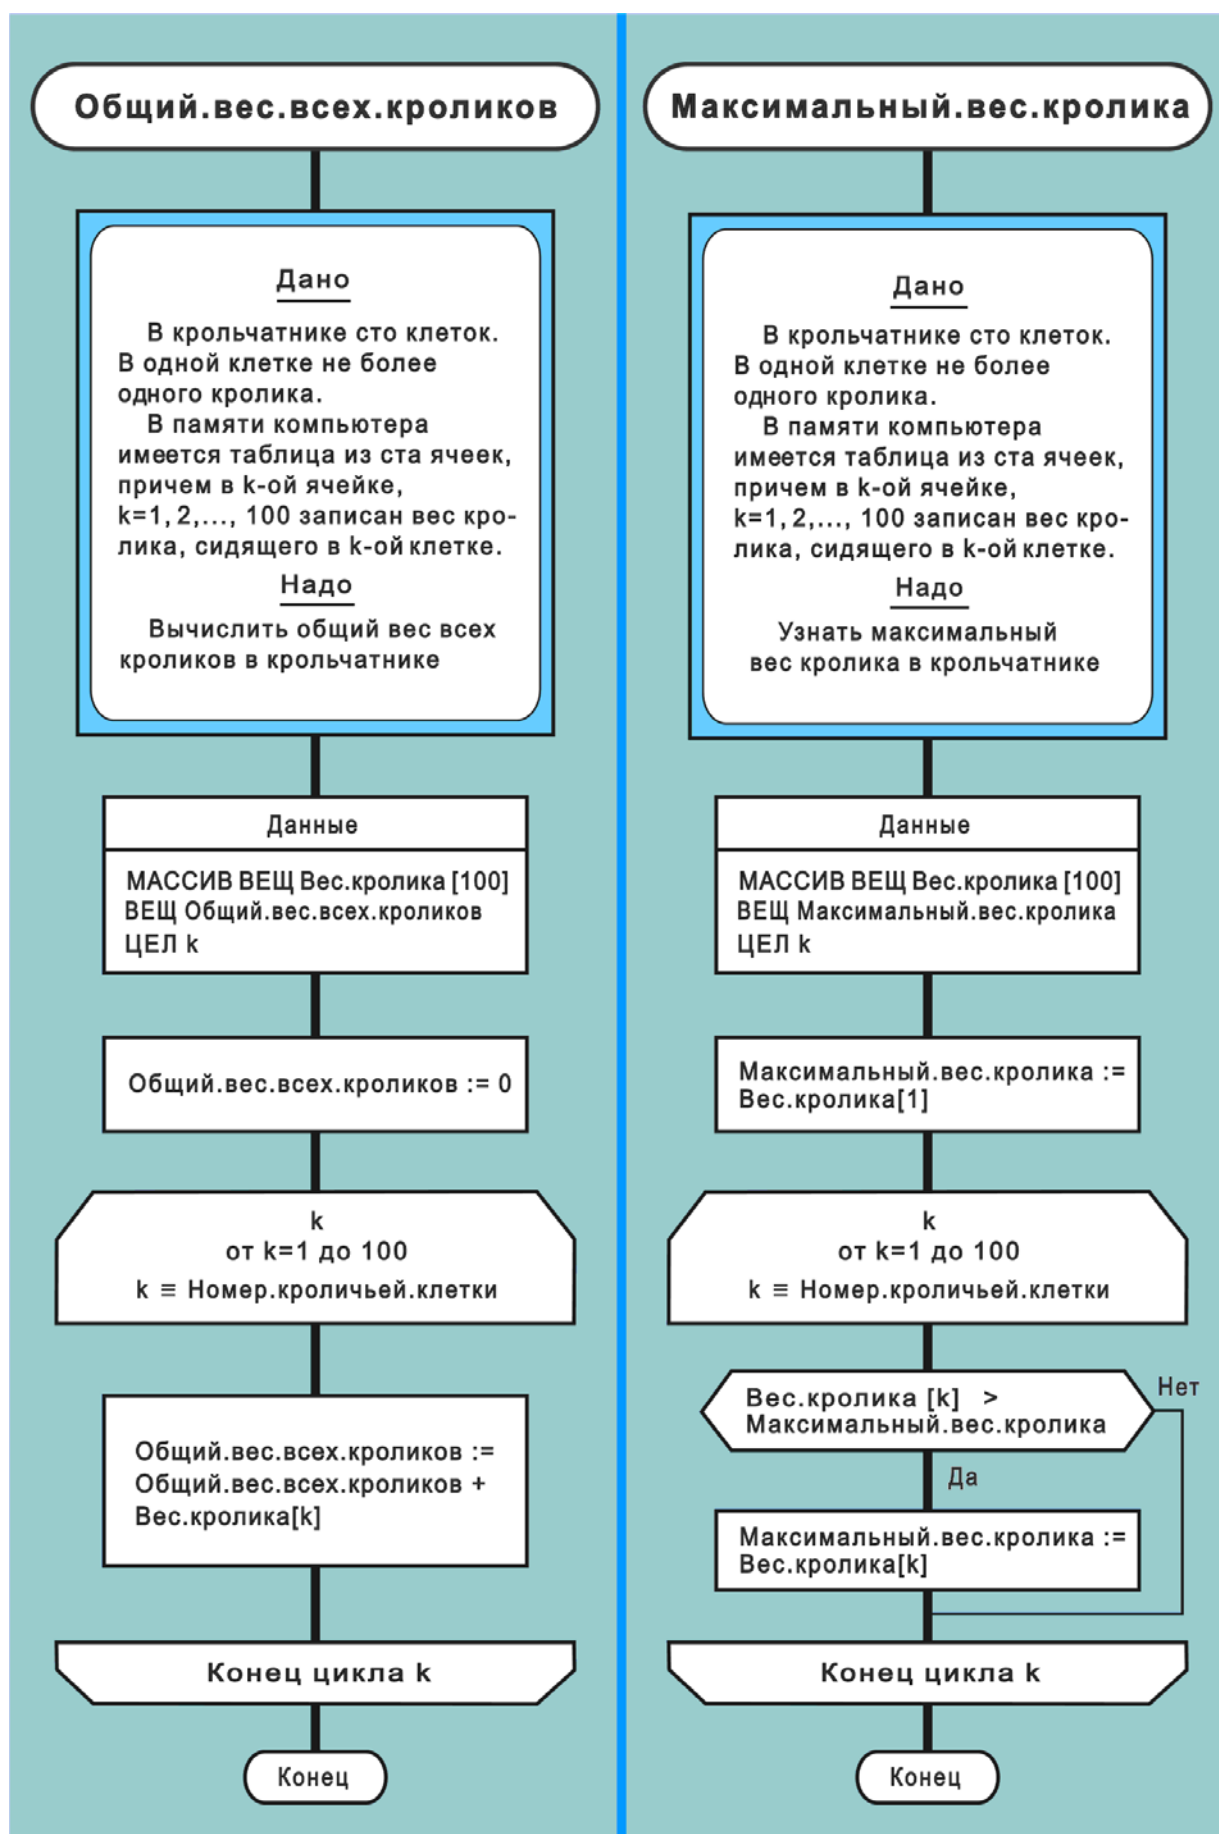 Общий.вес.всех.кроликов
Дано
В крольчатнике сто клеток.
В одной клетке не более
одного кролика.
В памяти компьютера
имеется таблица из ста ячеек,
причем в k-ой ячейке,
k=1, 2,..., 100 записан вес кро-
лика, сидящего в k-ой клетке.
Надо
Вычислить общий вес всех
кроликов в крольчатнике
Данные
МАССИВ ВЕЩ Вес.кролика [100]
ВЕЩ Общий.вес.всех.кроликов
ЦЕЛ k
Общий.вес.всех.кроликов := 0
k
от k=1 до 100
k ≡ Номер.кроличьей.клетки
Общий.вес.всех.кроликов :=
Общий.вес.всех.кроликов +
Вес.кролика[k]
Конец цикла k
Конец
Максимальный.вес.кролика
Дано
В крольчатнике сто клеток.
В одной клетке не более
одного кролика.
В памяти компьютера
имеется таблица из ста ячеек,
причем в k-ой ячейке,
k=1, 2,..., 100 записан вес кро-
лика, сидящего в k-ой клетке.
Надо
Узнать максимальный
вес кролика в крольчатнике
Данные
МАССИВ ВЕЩ Вес.кролика [100]
ВЕЩ Максимальный.вес.кролика
ЦЕЛ k
Максимальный.вес.кролика :=
Вес.кролика[1]
k
от k=1 до 100
k ≡ Номер.кроличьей.клетки
Вес.кролика [k] >
Максимальный.вес.кролика
Нет
Да
Максимальный.вес.кролика :=
Вес.кролика[k]
Конец цикла k
Конец